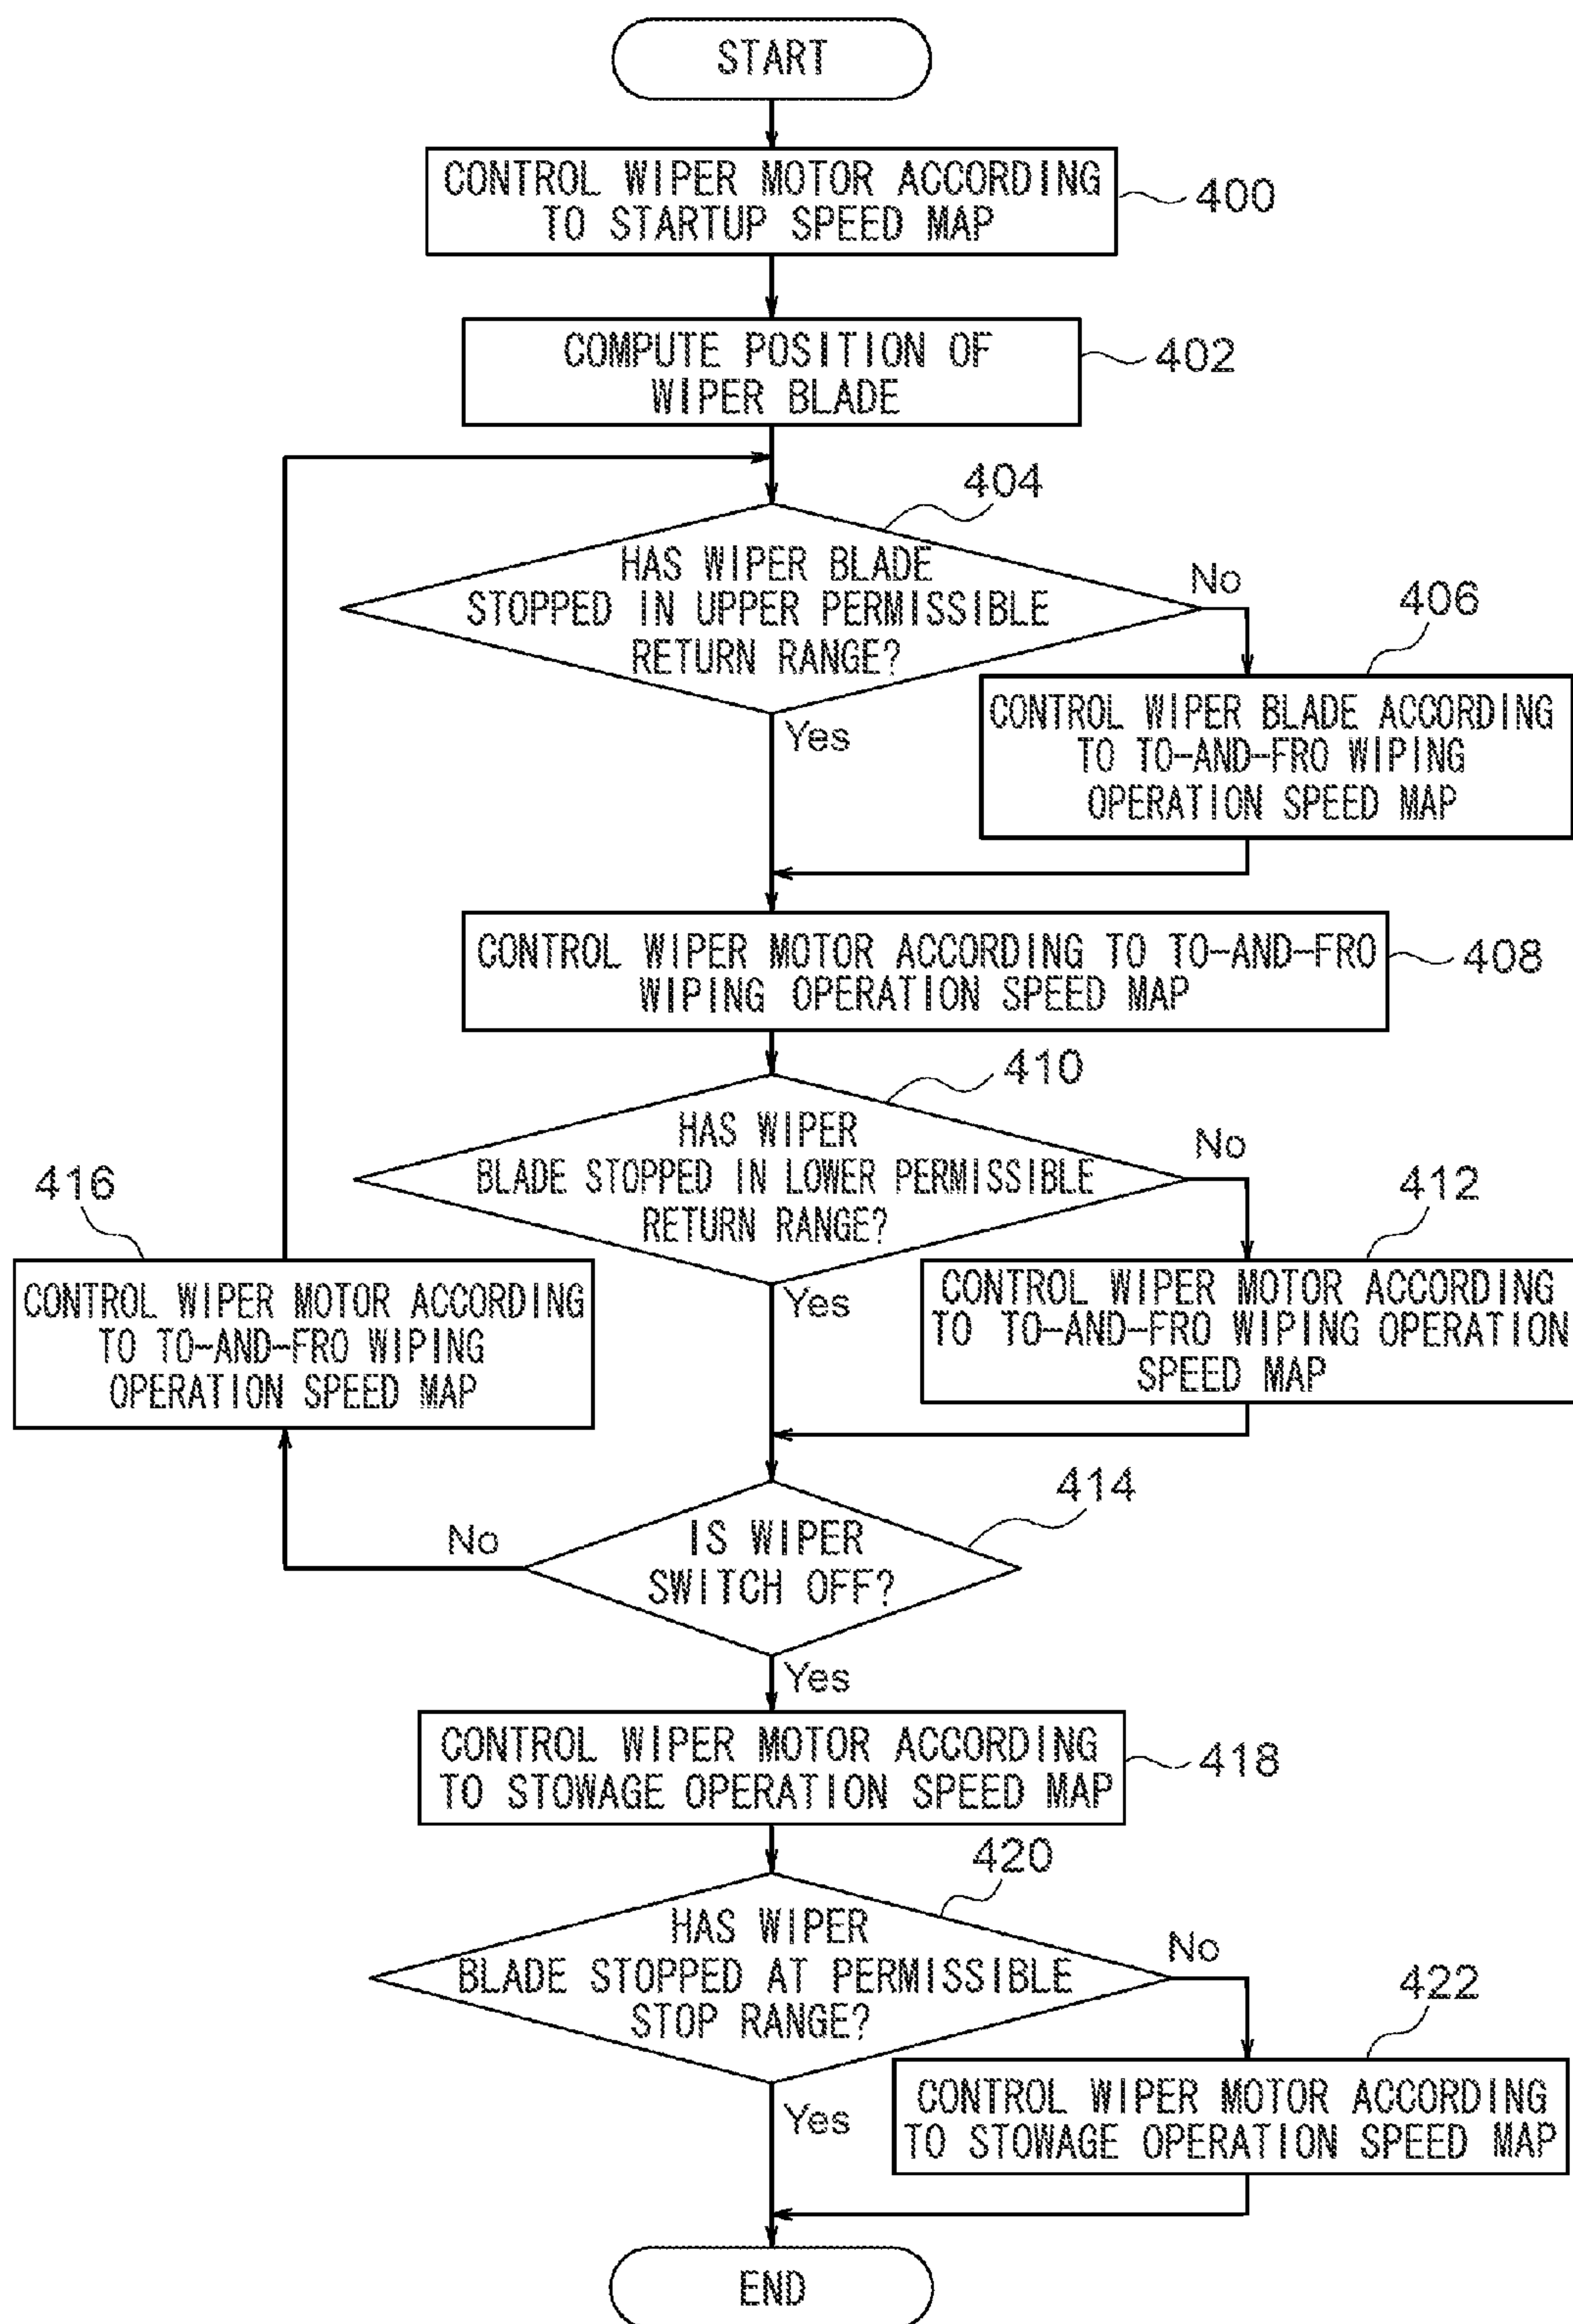 START
CONTROL WIPER MOTOR ACCORDING
TO STARTUP SPEED MAP
400
COMPUTE POSITION OF
WIPER BLADE
402
404
HAS WIPER BLADE
STOPPED IN UPPER PERMISSIBLE
RETURN RANGE?
No
Yes
406
CONTROL WIPER BLADE ACCORDING
TO TO-AND-FRO WIPING
OPERATION SPEED MAP
CONTROL WIPER MOTOR ACCORDING TO TO-AND-FRO
WIPING OPERATION SPEED MAP
408
410
HAS WIPER
BLADE STOPPED IN LOWER PERMISSIBLE
RETURN RANGE?
No
Yes
412
CONTROL WIPER MOTOR ACCORDING
TO TO-AND-FRO WIPING OPERATION
SPEED MAP
416
CONTROL WIPER MOTOR ACCORDING
TO TO-AND-FRO WIPING
OPERATION SPEED MAP
414
IS WIPER
SWITCH OFF?
No
Yes
CONTROL WIPER MOTOR ACCORDING
TO STOWAGE OPERATION SPEED MAP
418
420
HAS WIPER
BLADE STOPPED AT PERMISSIBLE
STOP RANGE?
No
Yes
422
CONTROL WIPER MOTOR ACCORDING
TO STOWAGE OPERATION SPEED MAP
END